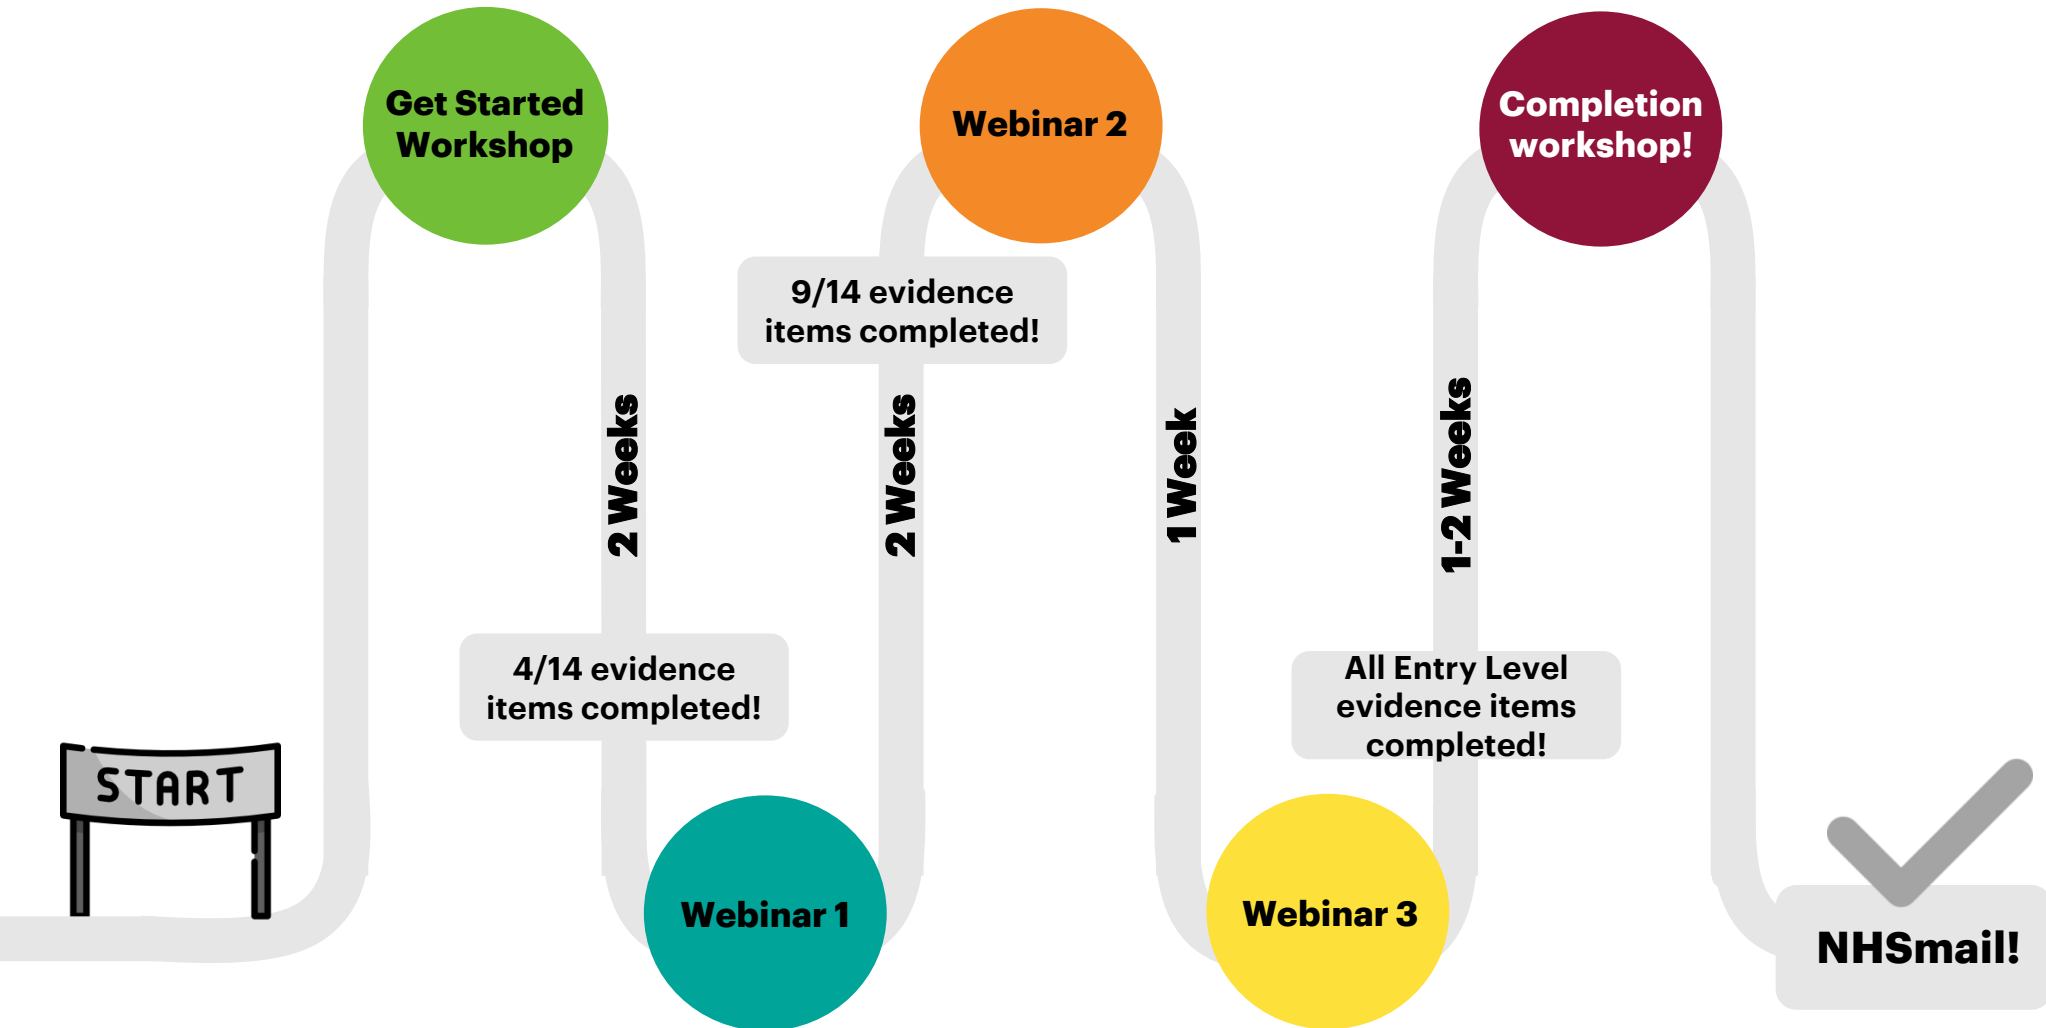 START
Get Started
Workshop
2 Weeks
4/14 evidence
items completed!
Webinar 1
2 Weeks
9/14 evidence
items completed!
Webinar 2
1 Week
Webinar 3
All Entry Level
evidence items
completed!
1-2 Weeks
Completion
workshop!
NHSmail!